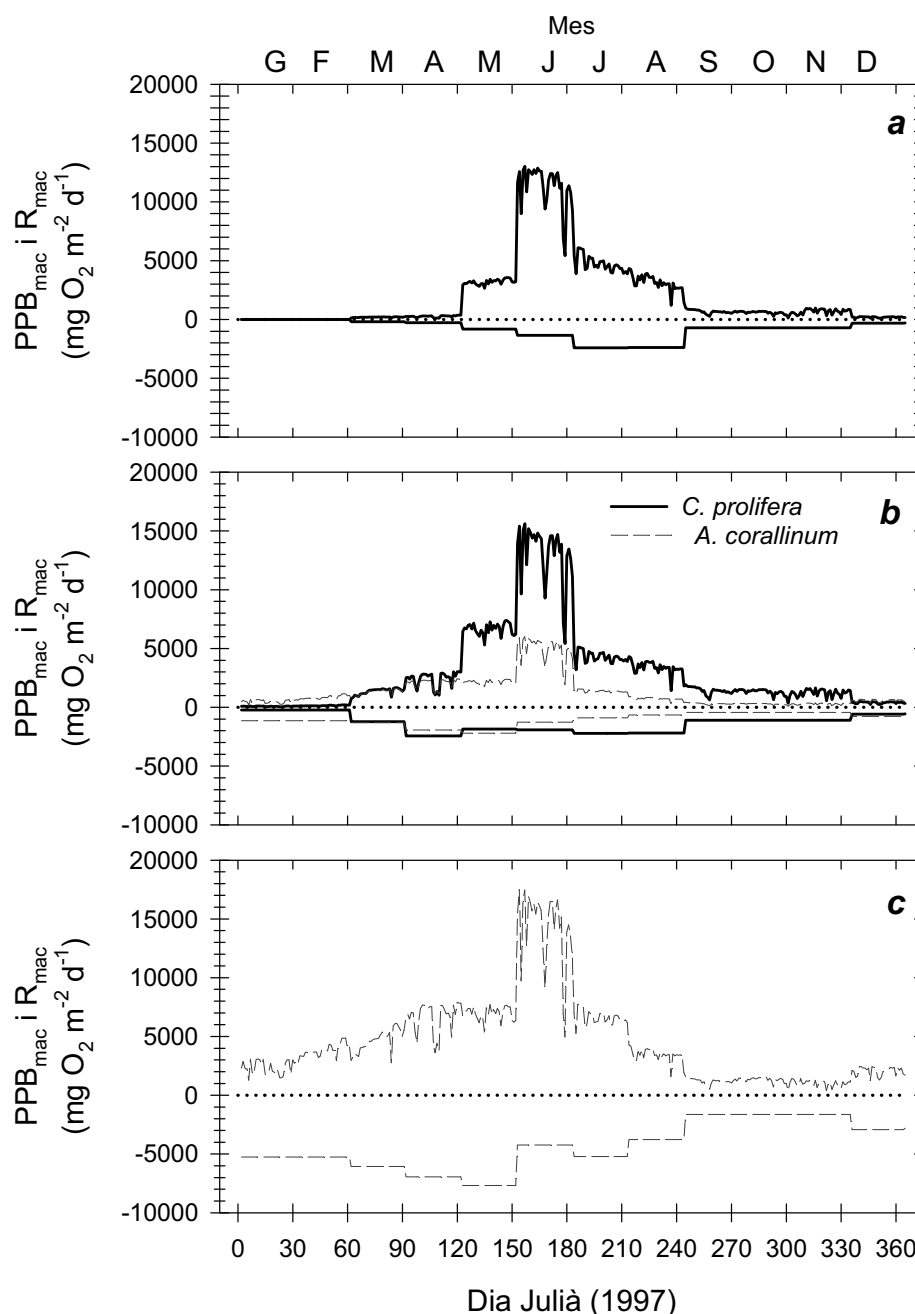 Mes
G F M A M J J A S O N D
20000
15000
10000
5000
0
-5000
-10000
PPB_mac i R_mac
(mg O₂ m⁻² d⁻¹)
a
20000
15000
10000
5000
0
-5000
-10000
PPB_mac i R_mac
(mg O₂ m⁻² d⁻¹)
C. prolifera
A. corallinum
b
20000
15000
10000
5000
0
-5000
-10000
PPB_mac i R_mac
(mg O₂ m⁻² d⁻¹)
c
0 30 60 90 120 150 180 210 240 270 300 330 360
Dia Julià (1997)